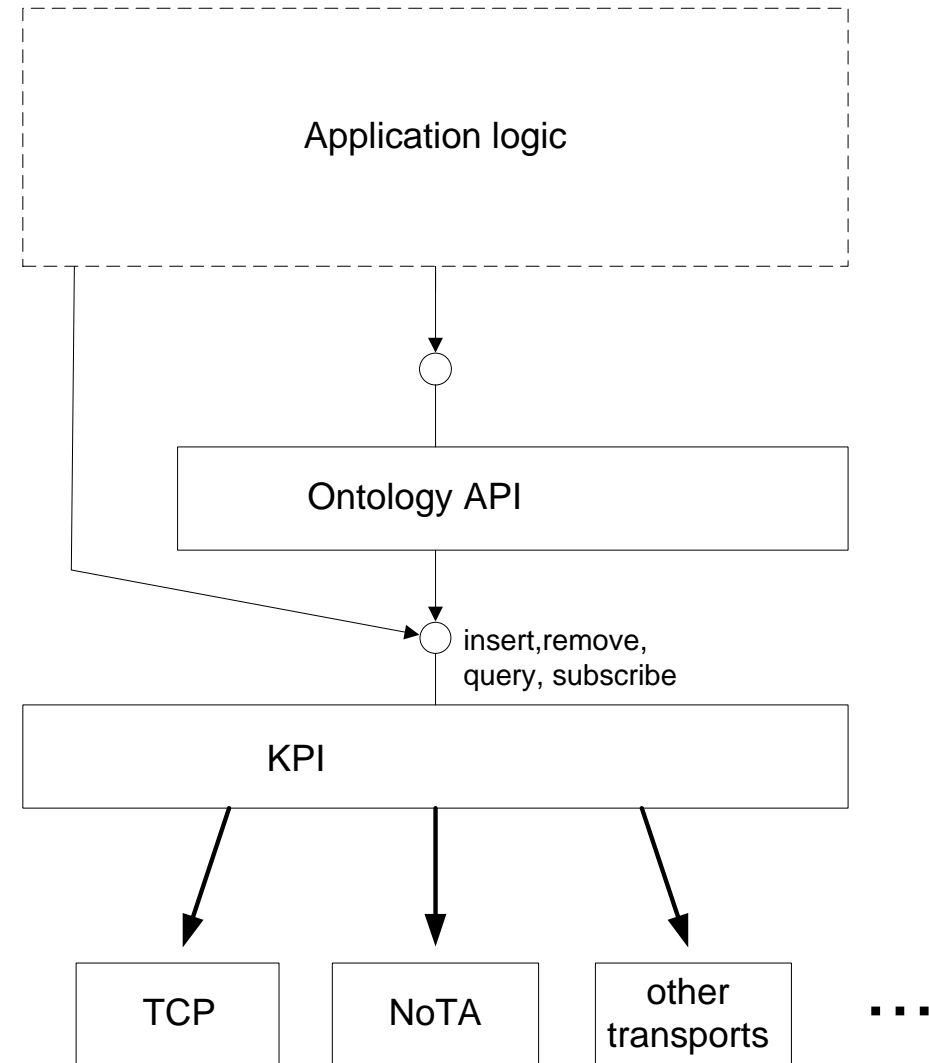 Application logic
Ontology API
insert,remove,
query, subscribe
KPI
TCP
NoTA
other
transports
...